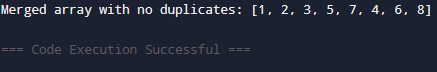 Merged array with no duplicates: [1, 2, 3, 5, 7, 4, 6, 8]
=== Code Execution Successful ===